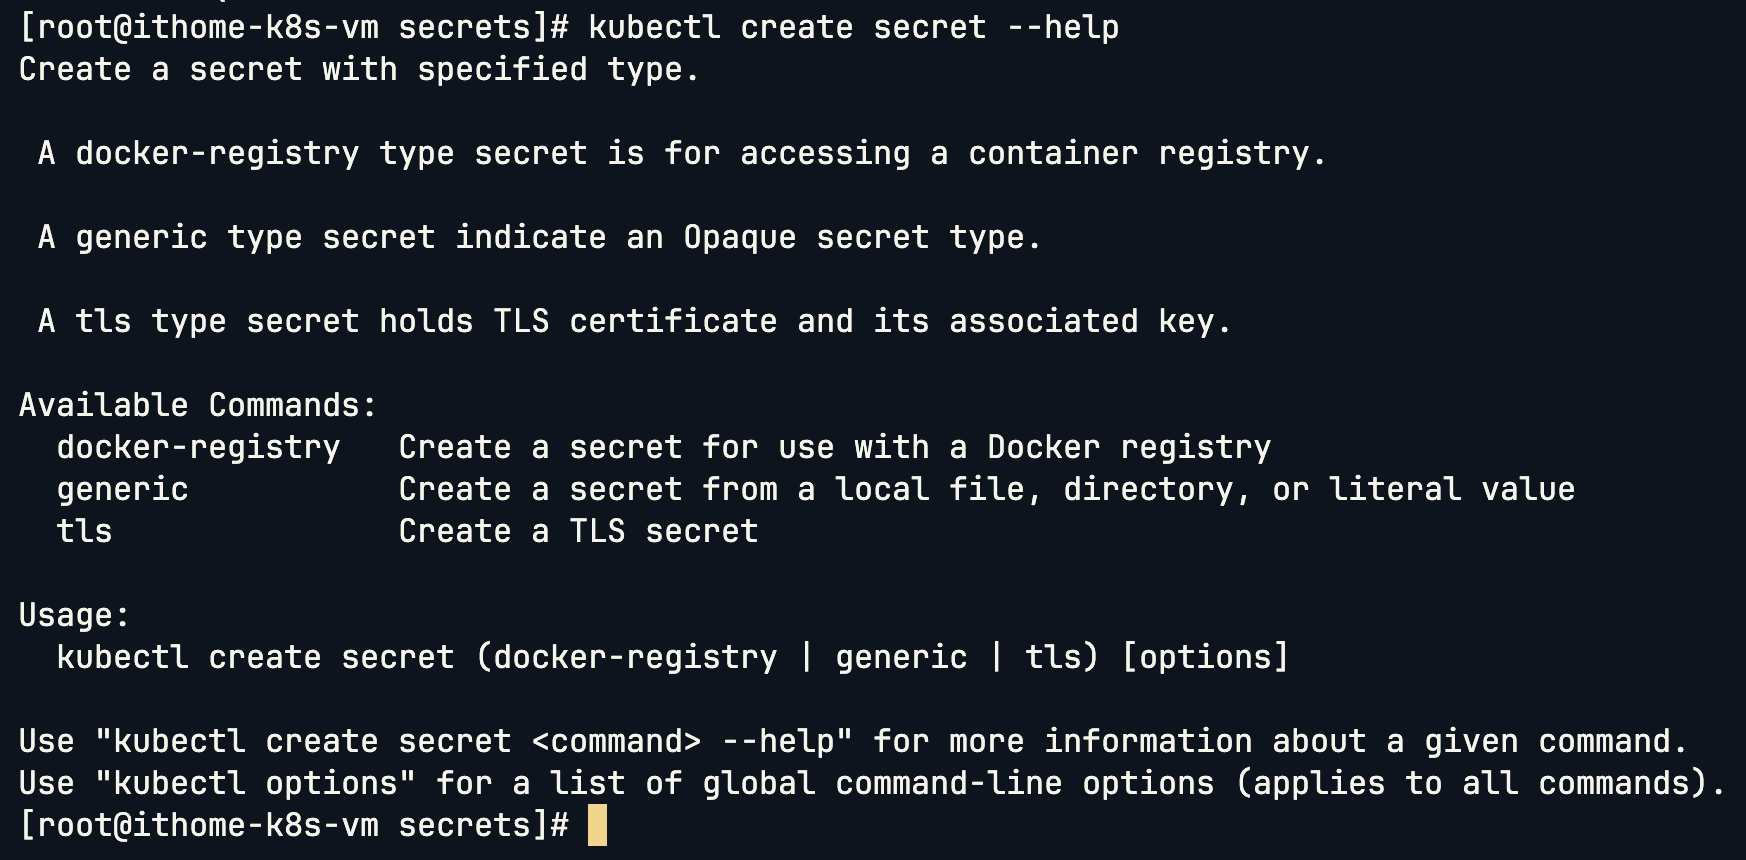 [root@ithome-k8s-vm secrets]# kubectl create secret --help
Create a secret with specified type.
A docker-registry type secret is for accessing a container registry.
A generic type secret indicate an Opaque secret type.
A tls type secret holds TLS certificate and its associated key.
Available Commands:
docker-registry   Create a secret for use with a Docker registry
generic           Create a secret from a local file, directory, or literal value
tls               Create a TLS secret
Usage:
kubectl create secret (docker-registry | generic | tls) [options]
Use "kubectl create secret <command> --help" for more information about a given command.
Use "kubectl options" for a list of global command-line options (applies to all commands).
[root@ithome-k8s-vm secrets]#